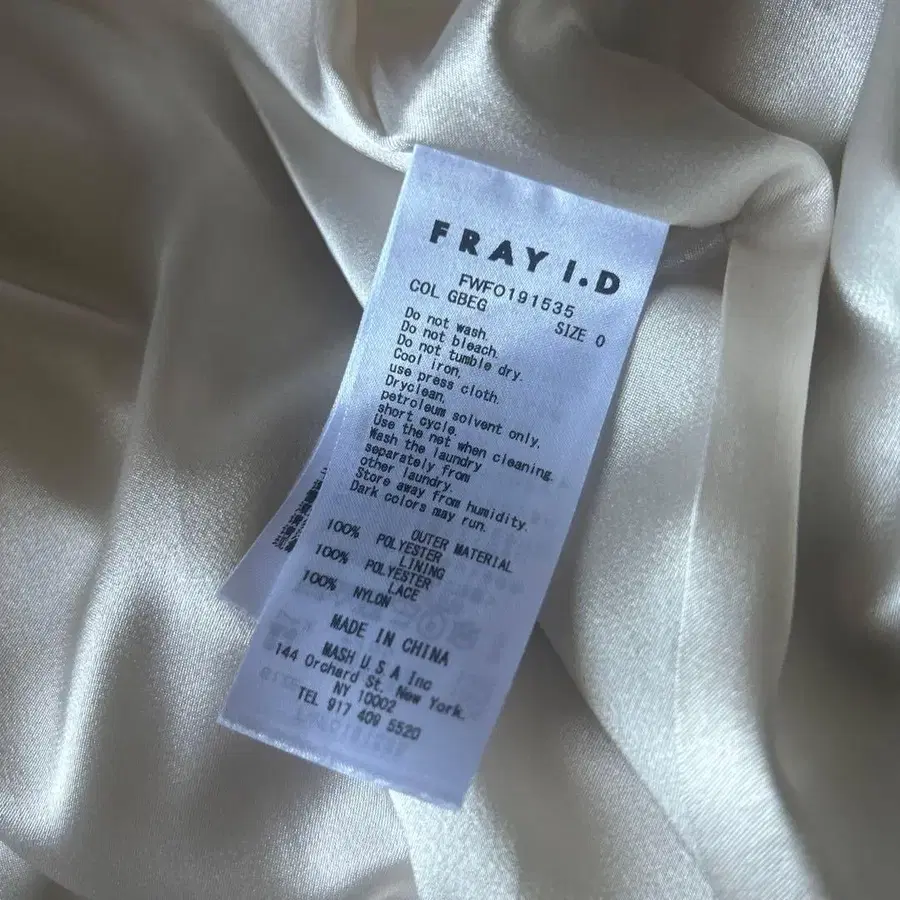 FRAY I.D
FWFO191535
COL GBEG
SIZE 0
Do not wash.
Do not bleach.
Do not tumble dry.
Cool iron.
use press cloth.
Dryclean.
petroleum solvent only.
short cycle.
Use the net when cleaning.
Wash the laundry
separately from
other laundry.
Store away from humidity.
Dark colors may run.
OUTER MATERIAL
100% POLYESTER
LINING
100% POLYESTER
LACE
100% NYLON
MADE IN CHINA
MASH U.S.A Inc
144 Orchard St. New York.
NY 10002
TEL 917 409 5520